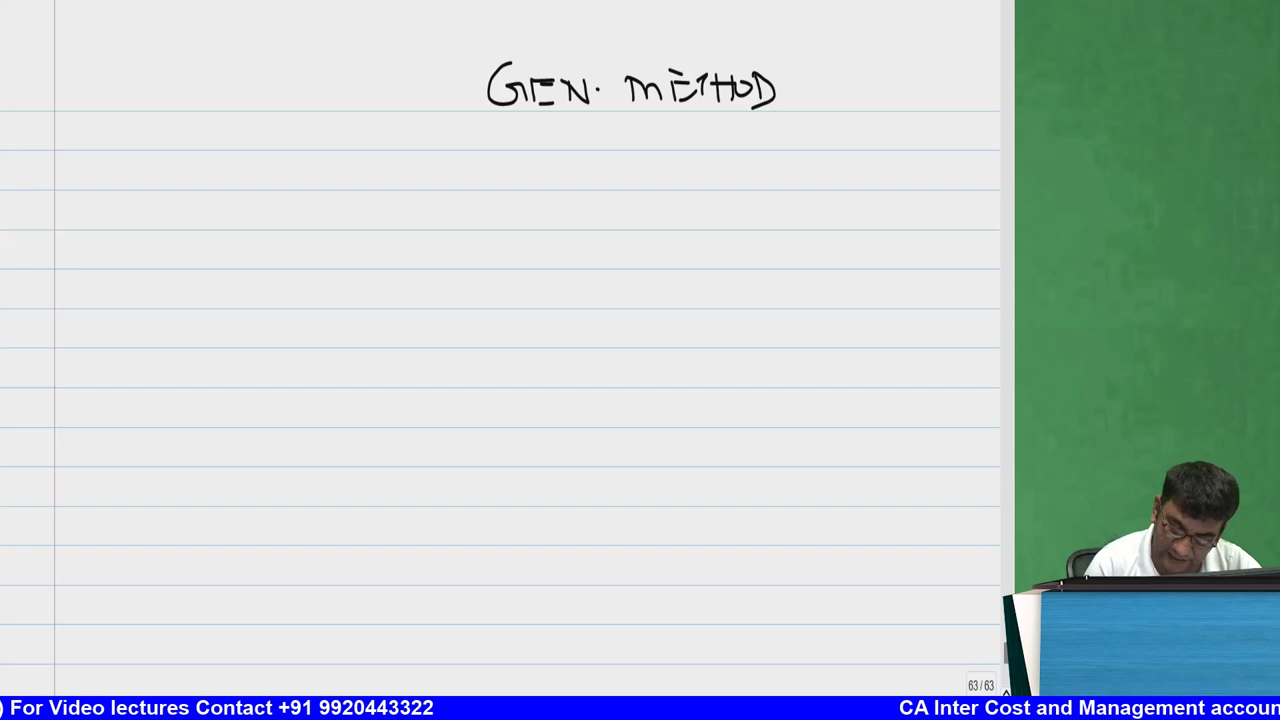 GEN. METHOD
63/63
) For Video lectures Contact +91 9920443322
CA Inter Cost and Management accoun